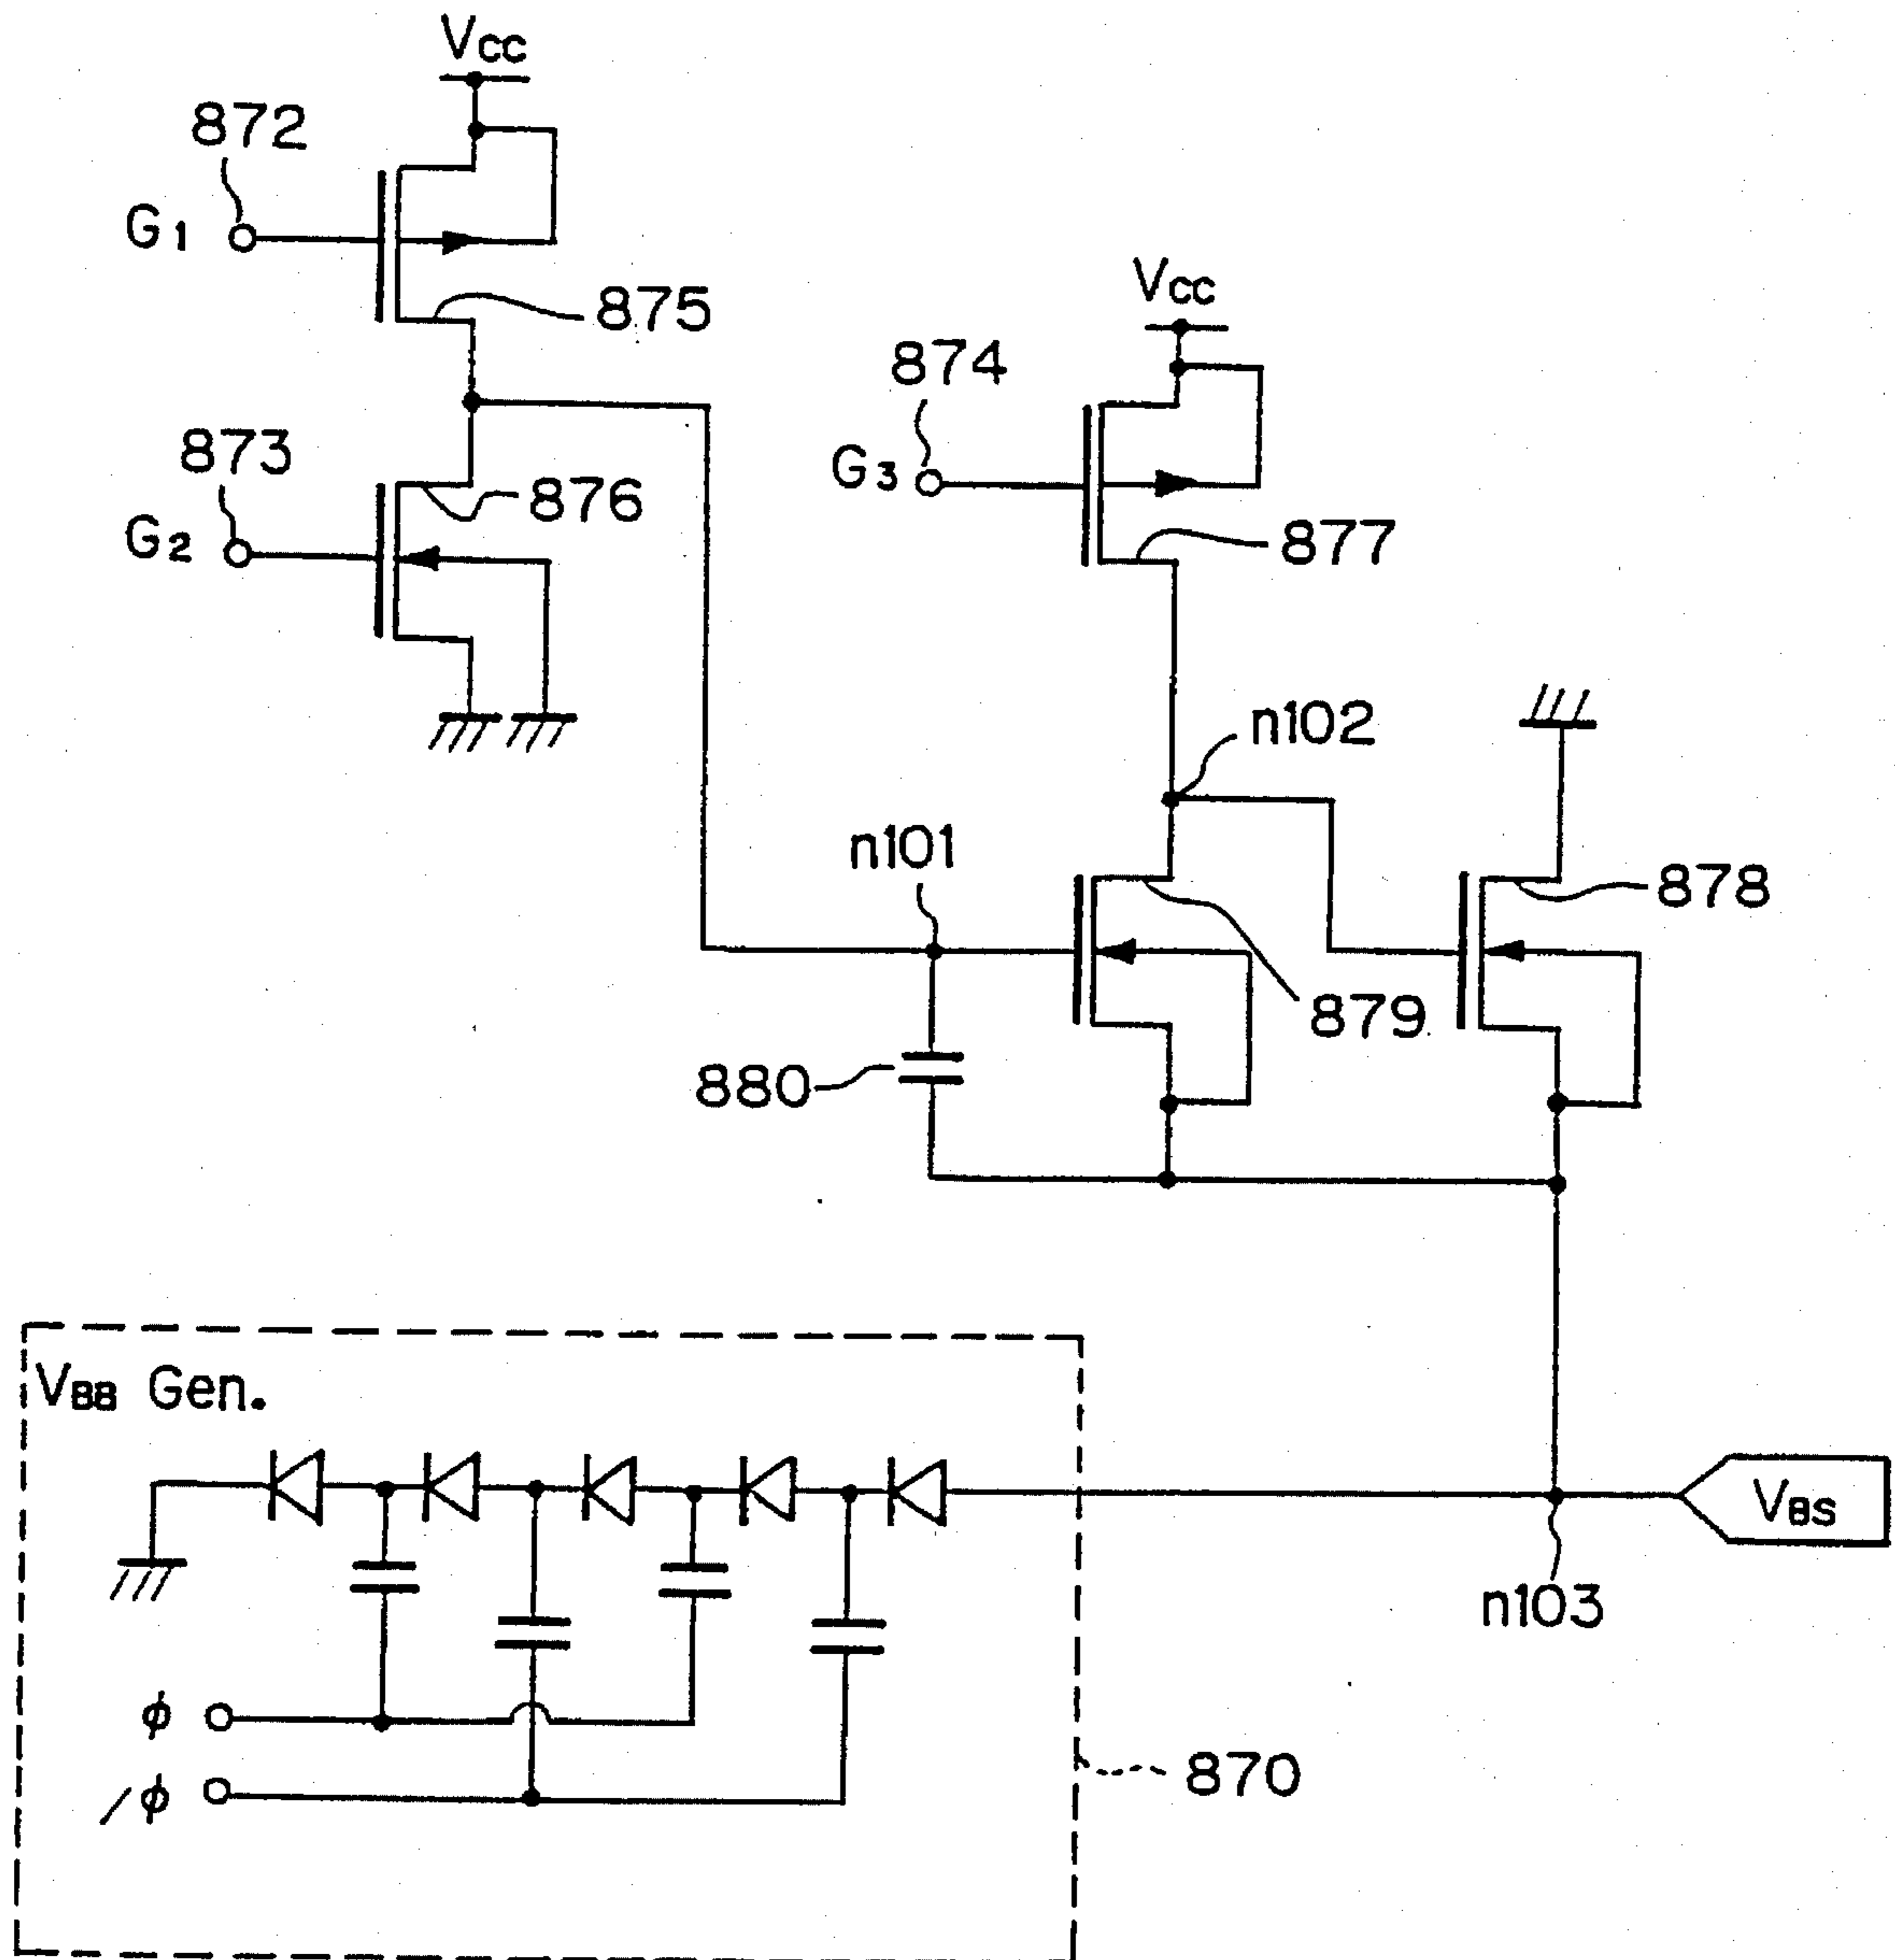 Vcc
872
G1
875
Vcc
874
873
G3
876
G2
877
n102
n101
878
879
880
VBB Gen.
VBS
n103
ϕ
870
/ϕ